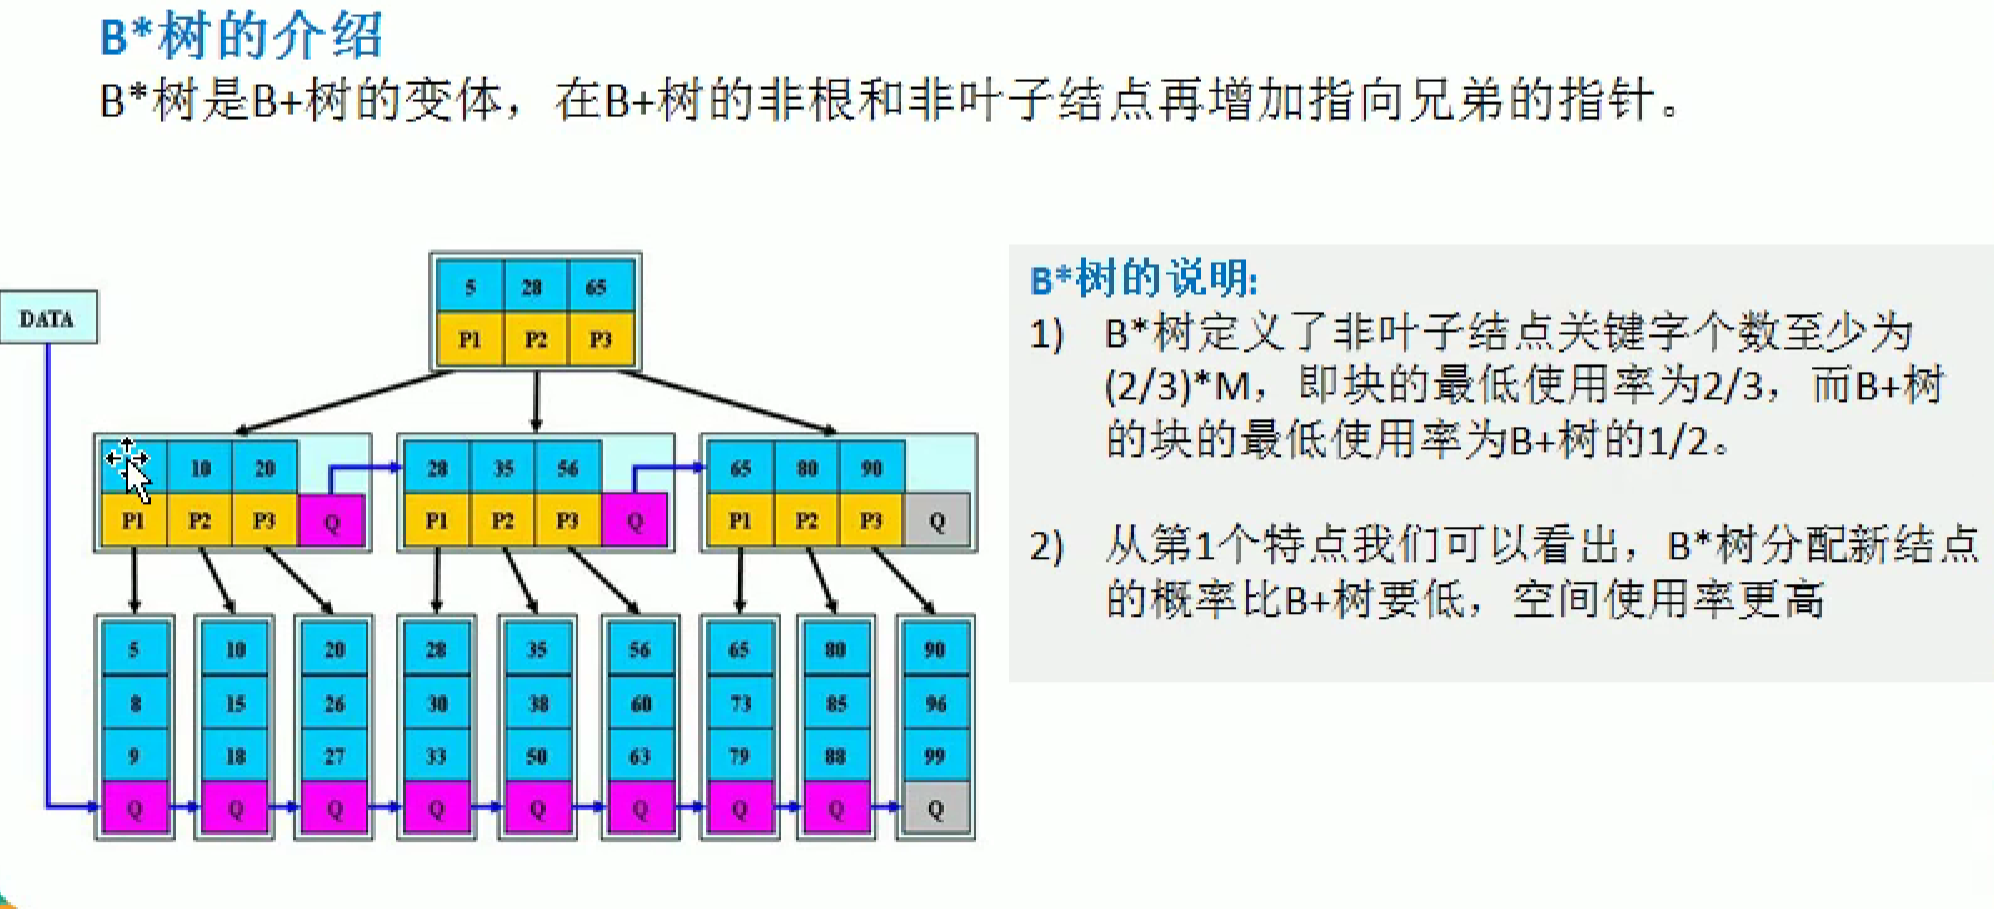 B*树的介绍
B*树是B+树的变体，在B+树的非根和非叶子结点再增加指向兄弟的指针。
5 28 65
P1 P2 P3
DATA
10 20
P1 P2 P3 Q
28 35 56
P1 P2 P3 Q
65 80 90
P1 P2 P3 Q
5 10 20 28 35 56 65 80 90
8 15 26 30 38 60 73 85 96
9 18 27 33 50 63 79 88 99
Q Q Q Q Q Q Q Q Q
B*树的说明:
1) B*树定义了非叶子结点关键字个数至少为
(2/3)*M，即块的最低使用率为2/3，而B+树
的块的最低使用率为B+树的1/2。
2) 从第1个特点我们可以看出，B*树分配新结点
的概率比B+树要低，空间使用率更高